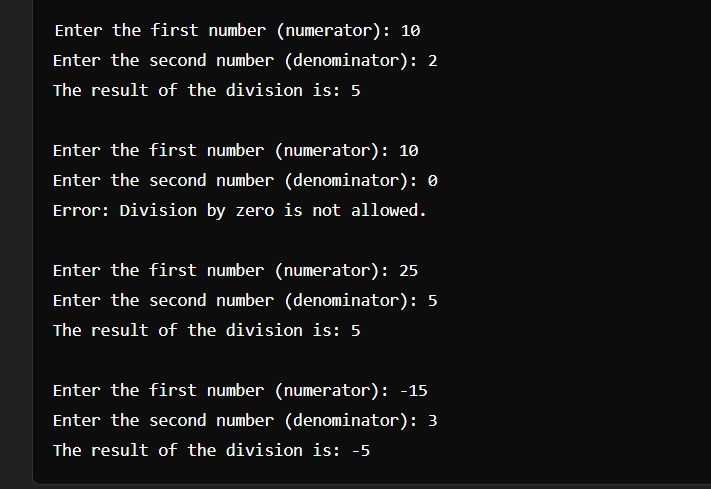 Enter the first number (numerator): 10
Enter the second number (denominator): 2
The result of the division is: 5
Enter the first number (numerator): 10
Enter the second number (denominator): 0
Error: Division by zero is not allowed.
Enter the first number (numerator): 25
Enter the second number (denominator): 5
The result of the division is: 5
Enter the first number (numerator): -15
Enter the second number (denominator): 3
The result of the division is: -5